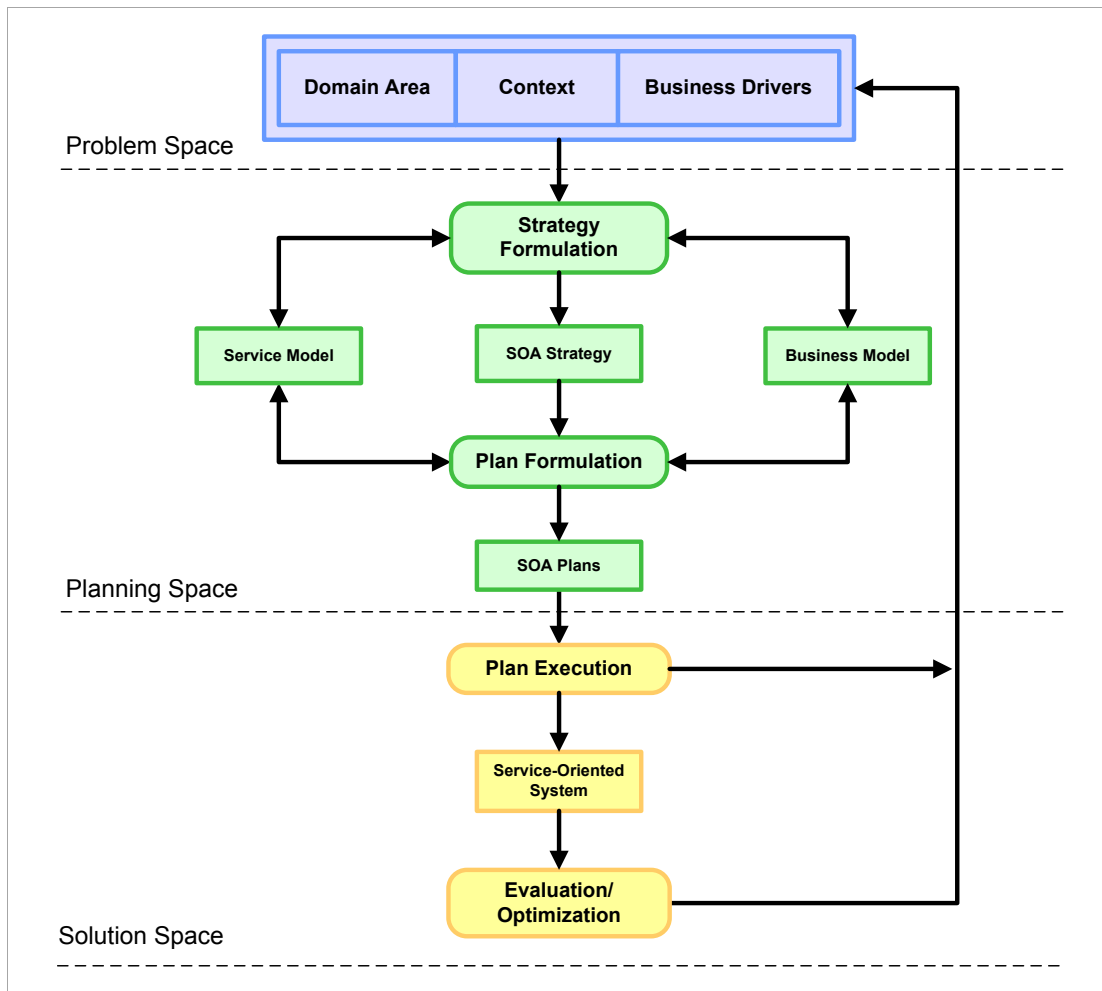 Domain Area
Context
Business Drivers
Problem Space
Strategy
Formulation
Service Model
SOA Strategy
Business Model
Plan Formulation
SOA Plans
Planning Space
Plan Execution
Service-Oriented
System
Evaluation/
Optimization
Solution Space